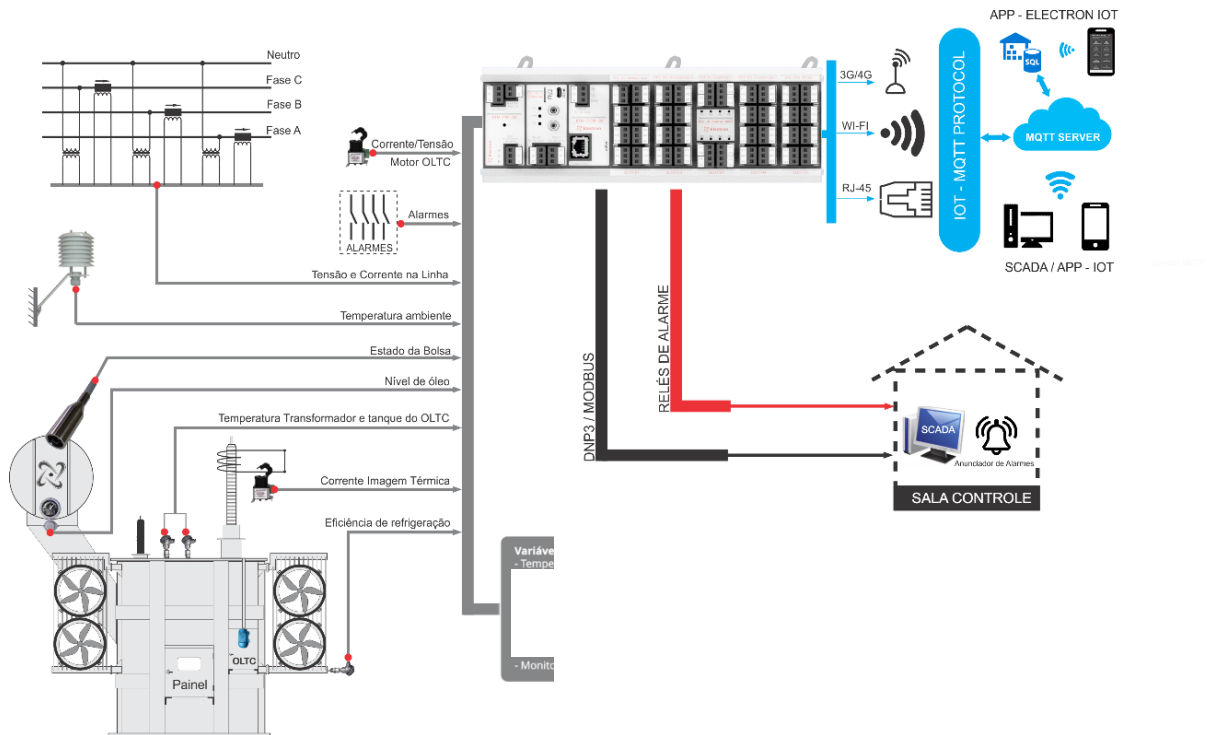 Neutro
Fase C
Fase B
Fase A
Corrente/Tensão
Motor OLTC
Alarmes
ALARMES
Tensão e Corrente na Linha
Temperatura ambiente
Estado da Bolsa
Nível de óleo
Temperatura Transformador e tanque do OLTC
Corrente Imagem Térmica
Eficiência de refrigeração
OLTC
Painel
Variáve
- Tempe
- Monito
3G/4G
WI-FI
RJ-45
IOT - MQTT PROTOCOL
APP - ELECTRON IOT
SQL
MQTT SERVER
SCADA / APP - IOT
DNP3 / MODBUS
RELÉS DE ALARME
SCADA
Anunciador de Alarmes
SALA CONTROLE